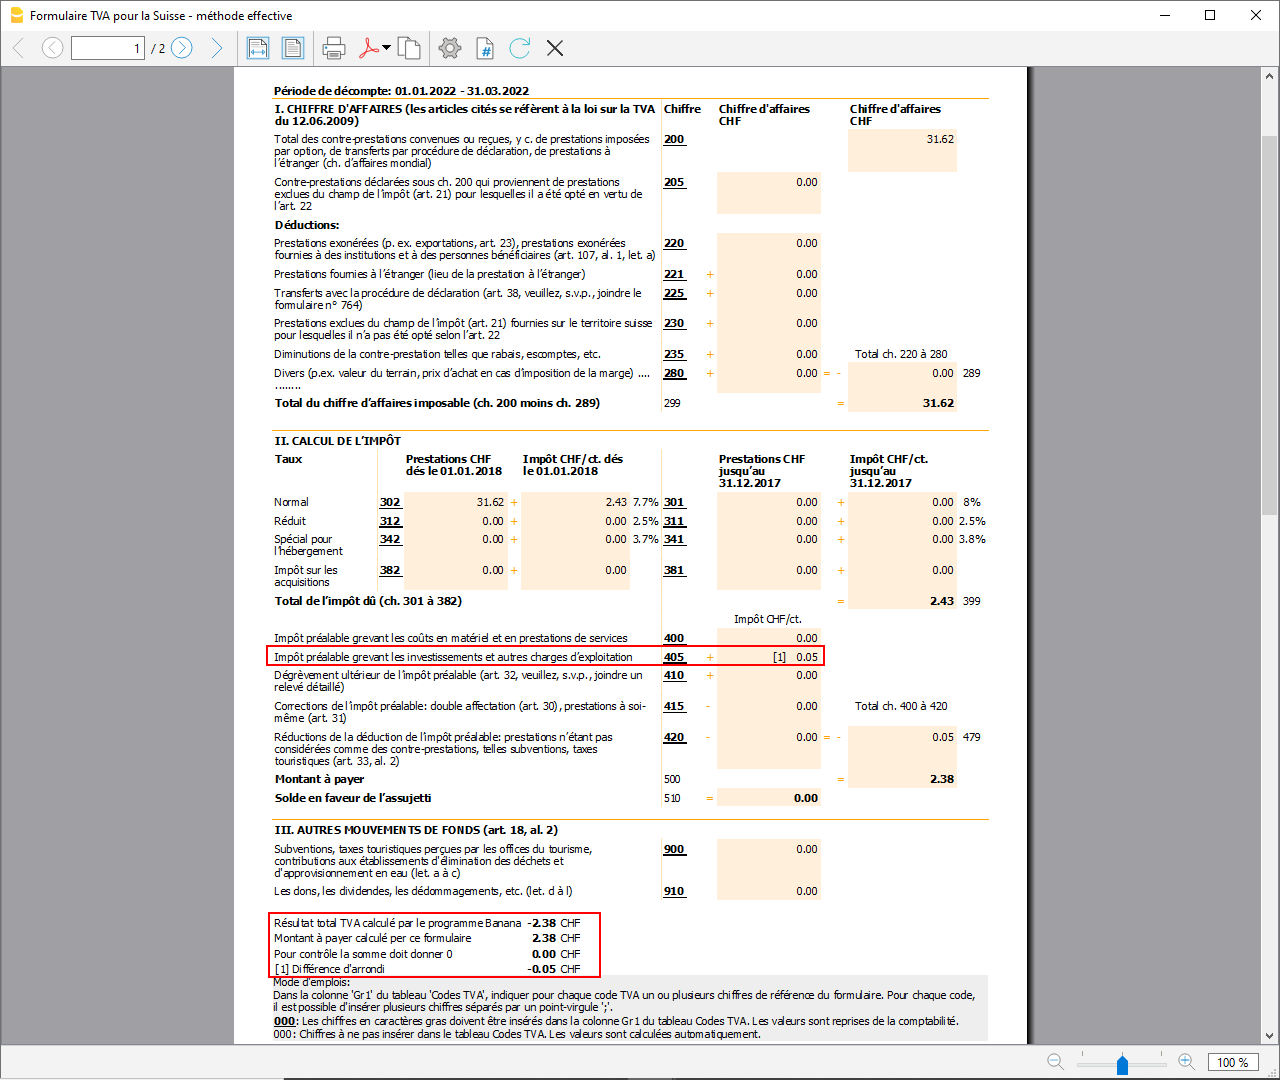 Formulaire TVA pour la Suisse - méthode effective
1 / 2
Période de décompte: 01.01.2022 - 31.03.2022
I. CHIFFRE D'AFFAIRES (les articles cités se réfèrent à la loi sur la TVA du 12.06.2009) Chiffre Chiffre d'affaires CHF Chiffre d'affaires CHF
Total des contre-prestations convenues ou reçues, y c. de prestations imposées 200 31.62
par option, de transferts par procédure de déclaration, de prestations à
l'étranger (ch. d'affaires mondial)
Contre-prestations déclarées sous ch. 200 qui proviennent de prestations 205 0.00
exclues du champ de l'impôt (art. 21) pour lesquelles il a été opté en vertu de
l'art. 22
Déductions:
Prestations exonérées (p. ex. exportations, art. 23), prestations exonérées 220 0.00
fournies à des institutions et à des personnes bénéficiaires (art. 107, al. 1, let. a)
Prestations fournies à l'étranger (lieu de la prestation à l'étranger) 221 + 0.00
Transferts avec la procédure de déclaration (art. 38, veuillez, s.v.p., joindre le 225 + 0.00
formulaire n° 764)
Prestations exclues du champ de l'impôt (art. 21) fournies sur le territoire suisse 230 + 0.00
pour lesquelles il n'a pas été opté selon l'art. 22
Diminutions de la contre-prestation telles que rabais, escomptes, etc. 235 + 0.00 Total ch. 220 à 280
Divers (p.ex. valeur du terrain, prix d'achat en cas d'imposition de la marge) .... 280 + 0.00 = - 0.00 289
........
Total du chiffre d'affaires imposable (ch. 200 moins ch. 289) 299 = 31.62
II. CALCUL DE L'IMPÔT
Taux Prestations CHF dés le 01.01.2018 Impôt CHF/ct. dés le 01.01.2018 Prestations CHF jusqu'au 31.12.2017 Impôt CHF/ct. jusqu'au 31.12.2017
Normal 302 31.62 + 2.43 7.7% 301 0.00 + 0.00 8%
Réduit 312 0.00 + 0.00 2.5% 311 0.00 + 0.00 2.5%
Spécial pour 342 0.00 + 0.00 3.7% 341 0.00 + 0.00 3.8%
l'hébergement
Impôt sur les 382 0.00 + 0.00 381 0.00 + 0.00
acquisitions
Total de l'impôt dû (ch. 301 à 382) = 2.43 399
Impôt CHF/ct.
Impôt préalable grevant les coûts en matériel et en prestations de services 400 0.00
Impôt préalable grevant les investissements et autres charges d'exploitation 405 + [1] 0.05
Dégrèvement ultérieur de l'impôt préalable (art. 32, veuillez, s.v.p., joindre un 410 + 0.00
relevé détaillé)
Corrections de l'impôt préalable: double affectation (art. 30), prestations à soi- 415 - 0.00 Total ch. 400 à 420
même (art. 31)
Réductions de la déduction de l'impôt préalable: prestations n'étant pas 420 - 0.00 = - 0.05 479
considérées comme des contre-prestations, telles subventions, taxes
touristiques (art. 33, al. 2)
Montant à payer 500 = 2.38
Solde en faveur de l'assujetti 510 = 0.00
III. AUTRES MOUVEMENTS DE FONDS (art. 18, al. 2)
Subventions, taxes touristiques perçues par les offices du tourisme, 900 0.00
contributions aux établissements d'élimination des déchets et
d'approvisionnement en eau (let. a à c)
Les dons, les dividendes, les dédommagements, etc. (let. d à l) 910 0.00
Résultat total TVA calculé par le programme Banana -2.38 CHF
Montant à payer calculé per ce formulaire 2.38 CHF
Pour contrôle la somme doit donner 0 0.00 CHF
[1] Différence d'arrondi -0.05 CHF
Mode d'emplois:
Dans la colonne 'Gr1' du tableau 'Codes TVA', indiquer pour chaque code TVA un ou plusieurs chiffres de référence du formulaire. Pour chaque code,
il est possible d'insérer plusieurs chiffres séparés par un point-virgule ';'.
000: Les chiffres en caractères gras doivent être insérés dans la colonne Gr1 du tableau Codes TVA. Les valeurs sont reprises de la comptabilité.
000: Chiffres à ne pas insérer dans le tableau Codes TVA. Les valeurs sont calculées automatiquement.
100 %